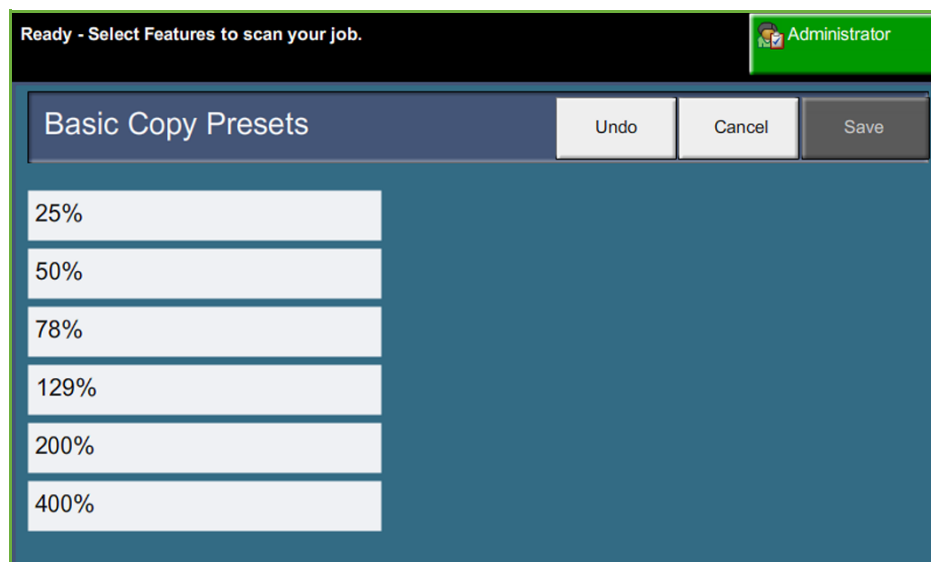 Ready - Select Features to scan your job.
Administrator
Basic Copy Presets
Undo
Cancel
Save
25%
50%
78%
129%
200%
400%